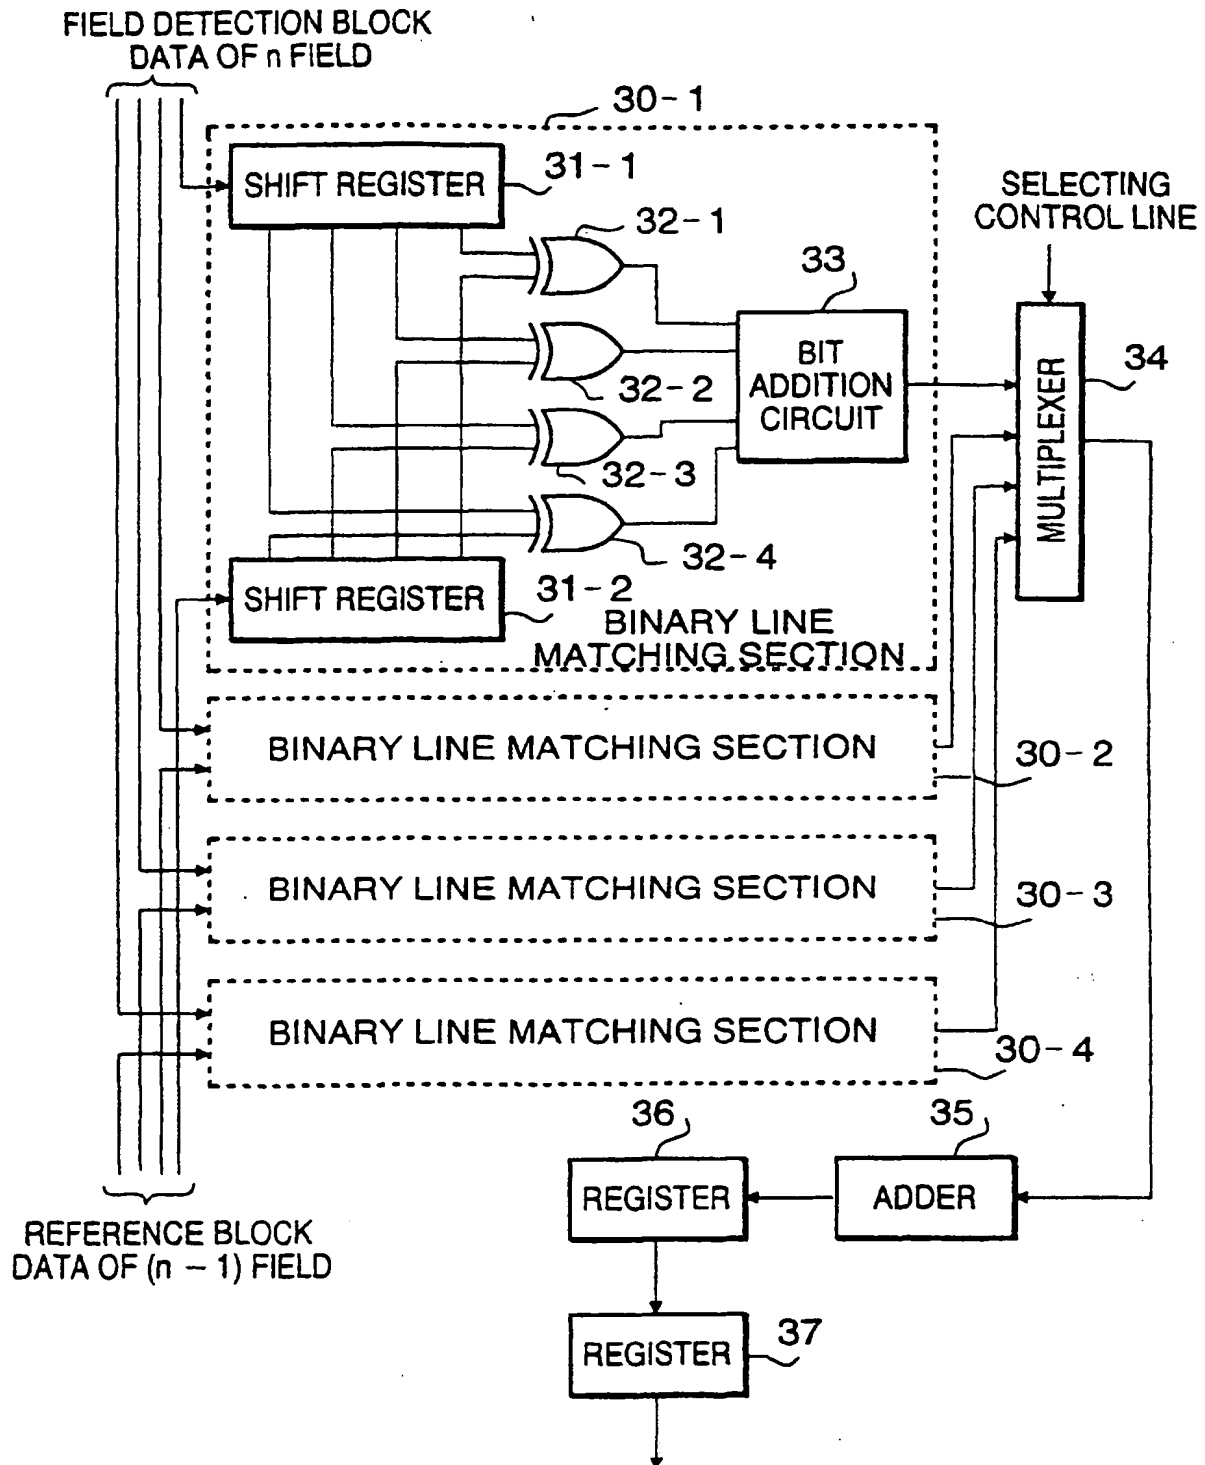 FIELD DETECTION BLOCK
DATA OF n FIELD
30-1
SHIFT REGISTER
31-1
SELECTING
CONTROL LINE
32-1
33
BIT
ADDITION
CIRCUIT
34
MULTIPLEXER
32-2
32-3
32-4
SHIFT REGISTER
31-2
BINARY LINE
MATCHING SECTION
BINARY LINE MATCHING SECTION
30-2
BINARY LINE MATCHING SECTION
30-3
BINARY LINE MATCHING SECTION
30-4
36
35
REGISTER
ADDER
REFERENCE BLOCK
DATA OF (n - 1) FIELD
37
REGISTER